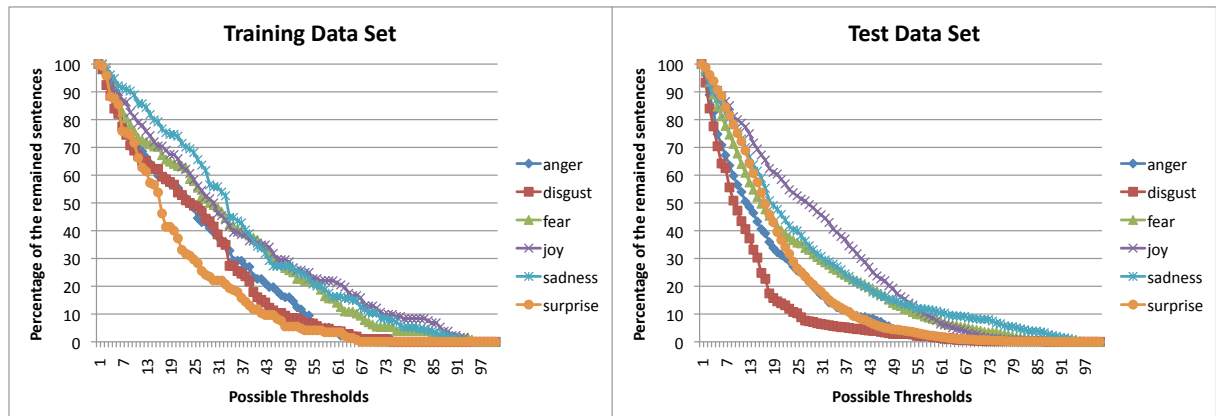 Training Data Set
Percentage of the remained sentences
100
90
80
70
60
50
40
30
20
10
0
1 7 13 19 25 31 37 43 49 55 61 67 73 79 85 91 97
Possible Thresholds
anger
disgust
fear
joy
sadness
surprise
Test Data Set
Percentage of the remained sentences
100
90
80
70
60
50
40
30
20
10
0
1 7 13 19 25 31 37 43 49 55 61 67 73 79 85 91 97
Possible Thresholds
anger
disgust
fear
joy
sadness
surprise